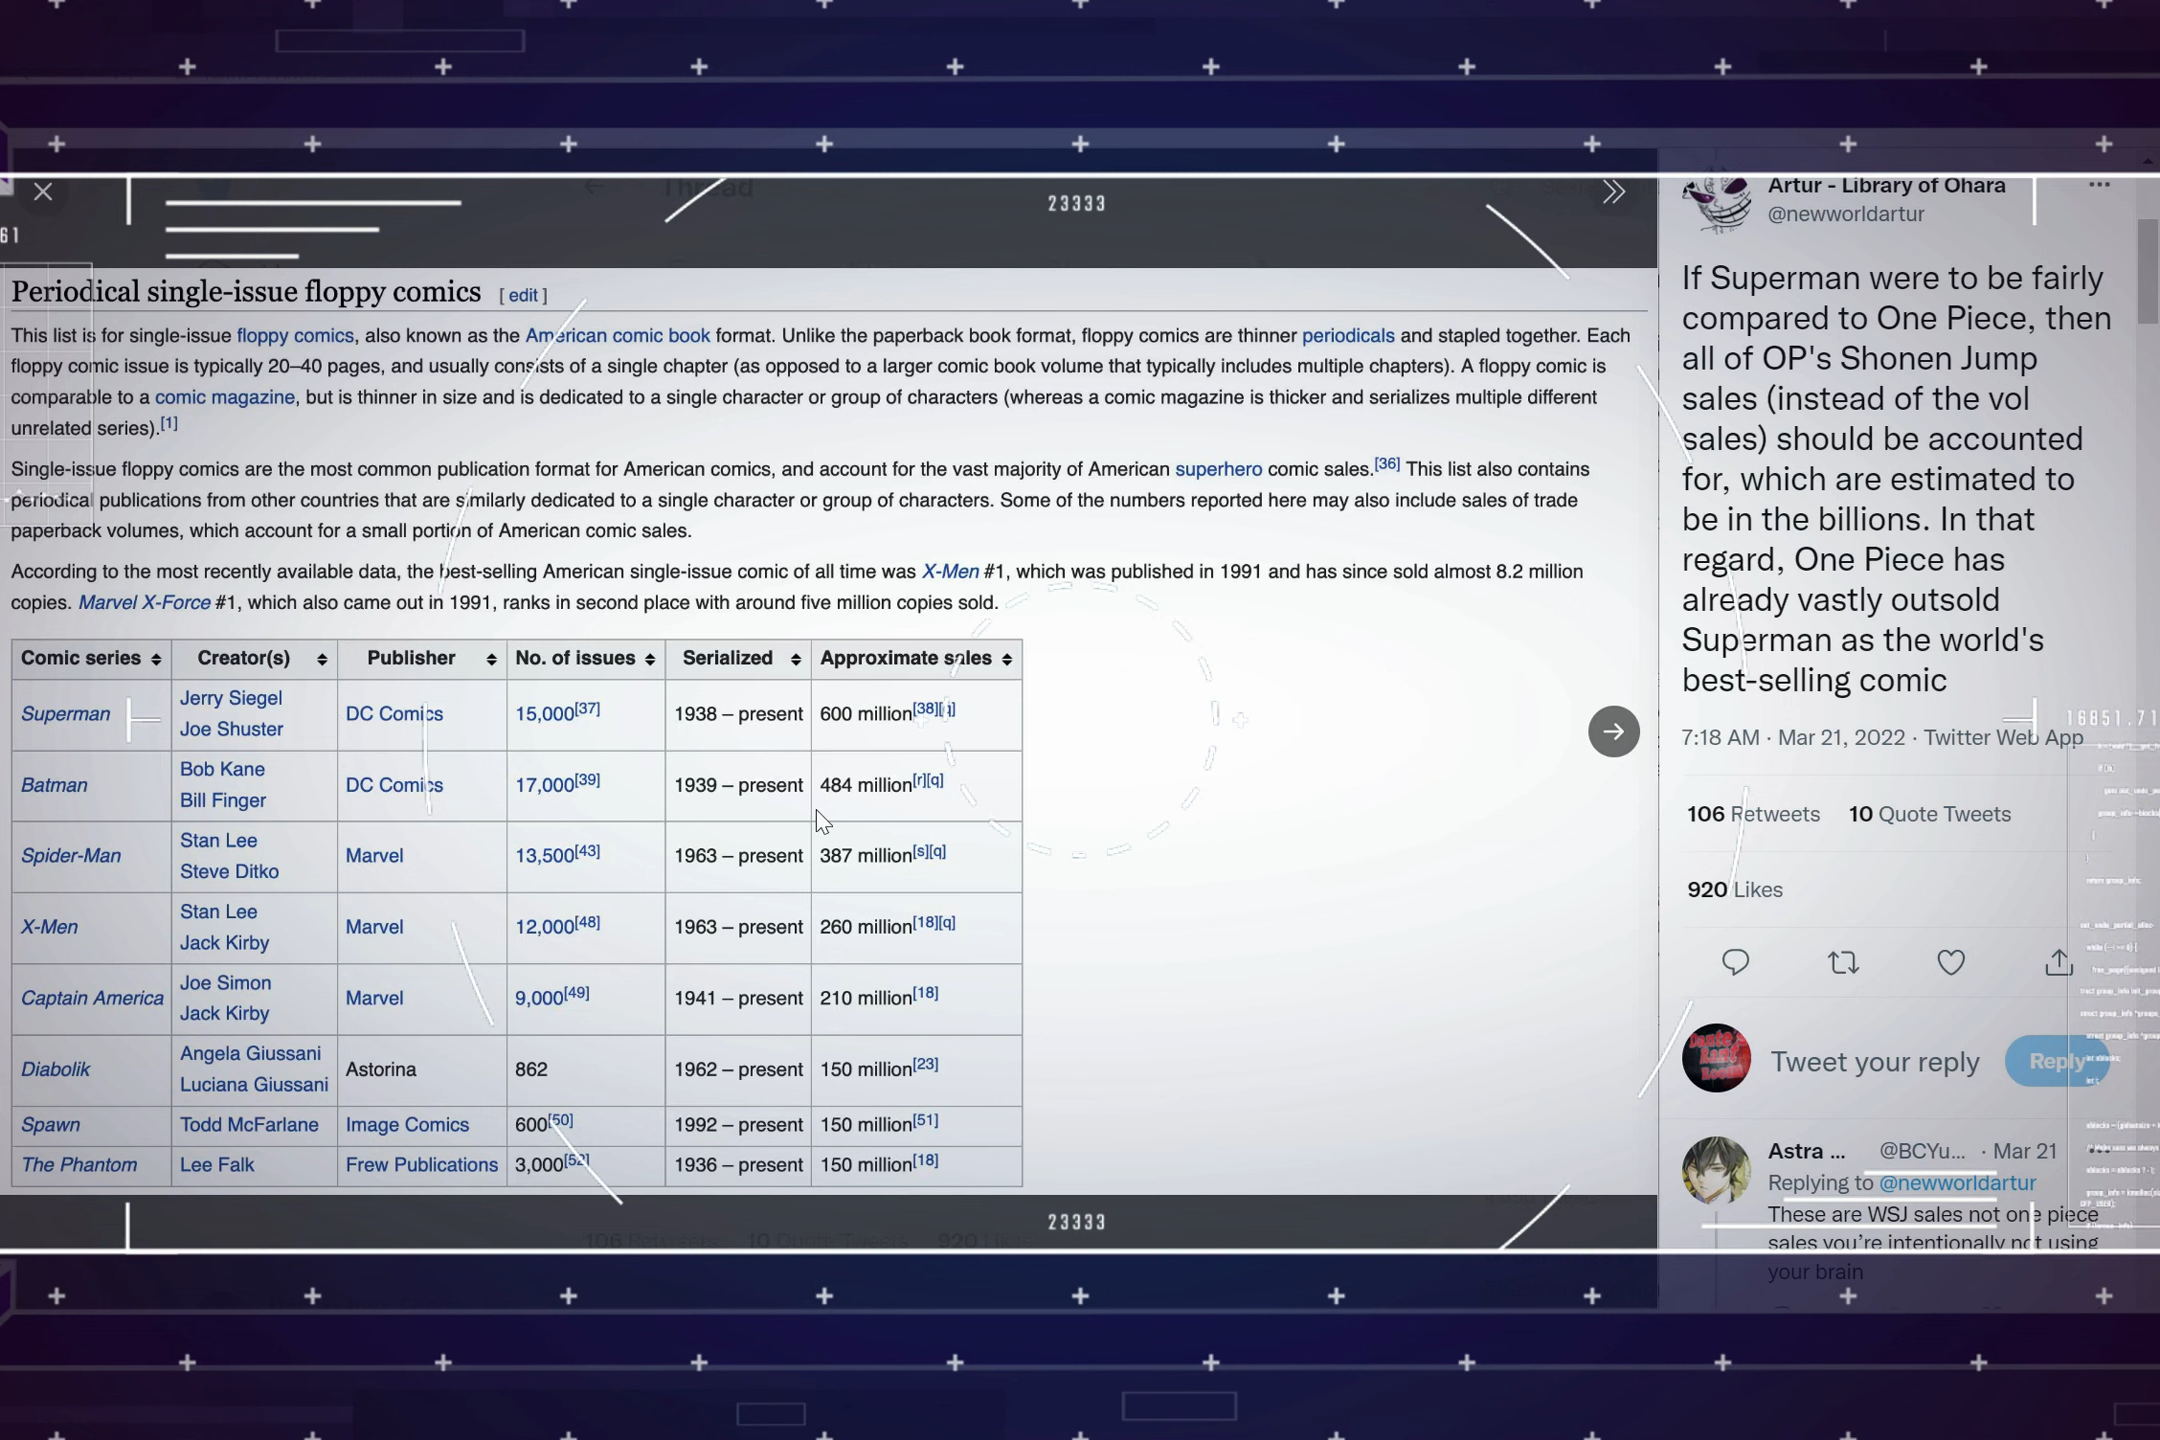 Thread
23333
61
Periodical single-issue floppy comics [ edit ]
This list is for single-issue floppy comics, also known as the American comic book format. Unlike the paperback book format, floppy comics are thinner periodicals and stapled together. Each
floppy comic issue is typically 20–40 pages, and usually consists of a single chapter (as opposed to a larger comic book volume that typically includes multiple chapters). A floppy comic is
comparable to a comic magazine, but is thinner in size and is dedicated to a single character or group of characters (whereas a comic magazine is thicker and serializes multiple different
unrelated series).[1]
Single-issue floppy comics are the most common publication format for American comics, and account for the vast majority of American superhero comic sales.[36] This list also contains
periodical publications from other countries that are similarly dedicated to a single character or group of characters. Some of the numbers reported here may also include sales of trade
paperback volumes, which account for a small portion of American comic sales.
According to the most recently available data, the best-selling American single-issue comic of all time was X-Men #1, which was published in 1991 and has since sold almost 8.2 million
copies. Marvel X-Force #1, which also came out in 1991, ranks in second place with around five million copies sold.
Comic series Creator(s) Publisher No. of issues Serialized Approximate sales
Superman Jerry Siegel Joe Shuster DC Comics 15,000[37] 1938 – present 600 million[38][q]
Batman Bob Kane Bill Finger DC Comics 17,000[39] 1939 – present 484 million[r][q]
Spider-Man Stan Lee Steve Ditko Marvel 13,500[43] 1963 – present 387 million[s][q]
X-Men Stan Lee Jack Kirby Marvel 12,000[48] 1963 – present 260 million[18][q]
Captain America Joe Simon Jack Kirby Marvel 9,000[49] 1941 – present 210 million[18]
Diabolik Angela Giussani Luciana Giussani Astorina 862 1962 – present 150 million[23]
Spawn Todd McFarlane Image Comics 600[50] 1992 – present 150 million[51]
The Phantom Lee Falk Frew Publications 3,000[52] 1936 – present 150 million[18]
23333
106 Retweets 10 Quote Tweets 920 Likes
Artur - Library of Ohara
@newworldartur
If Superman were to be fairly
compared to One Piece, then
all of OP's Shonen Jump
sales (instead of the vol
sales) should be accounted
for, which are estimated to
be in the billions. In that
regard, One Piece has
already vastly outsold
Superman as the world's
best-selling comic
16851.71
7:18 AM · Mar 21, 2022 · Twitter Web App
106 Retweets 10 Quote Tweets
920 Likes
Tweet your reply Reply
Astra ... @BCYu... · Mar 21
Replying to @newworldartur
These are WSJ sales not one piece
sales you're intentionally not using
your brain